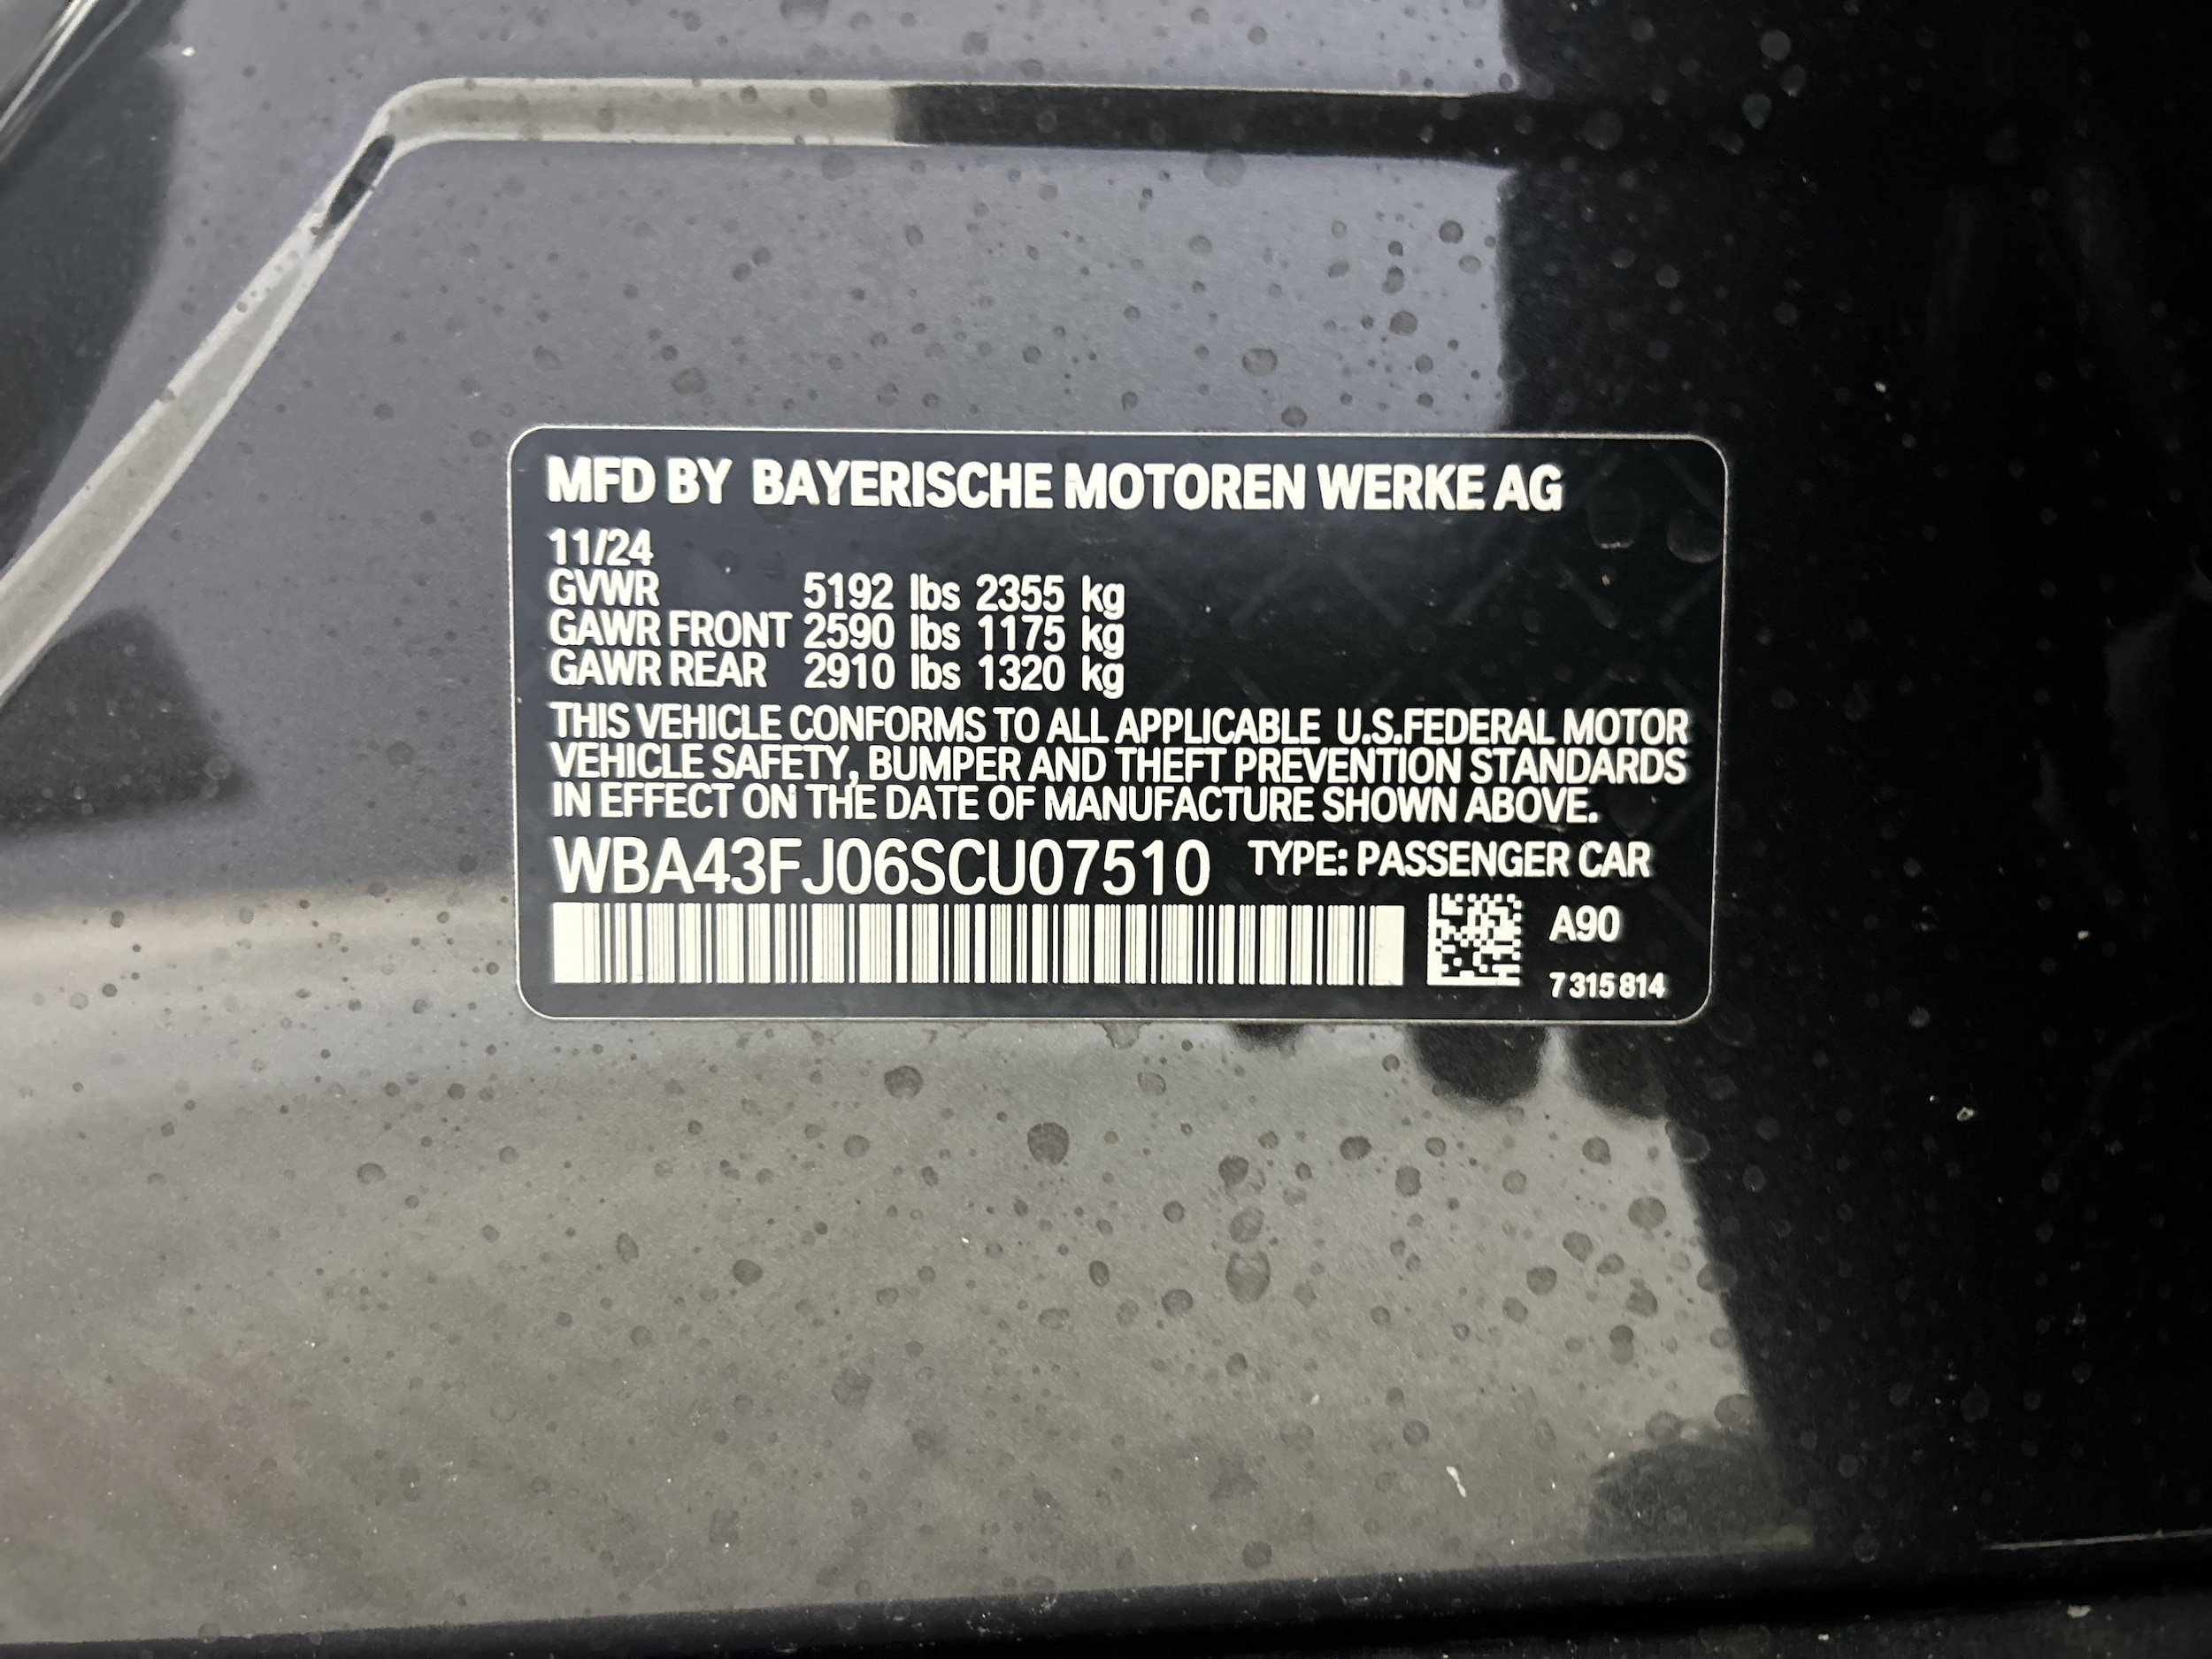 MFD BY BAYERISCHE MOTOREN WERKE AG
11/24
GVWR 5192 lbs 2355 kg
GAWR FRONT 2590 lbs 1175 kg
GAWR REAR 2910 lbs 1320 kg
THIS VEHICLE CONFORMS TO ALL APPLICABLE U.S.FEDERAL MOTOR
VEHICLE SAFETY, BUMPER AND THEFT PREVENTION STANDARDS
IN EFFECT ON THE DATE OF MANUFACTURE SHOWN ABOVE.
WBA43FJ06SCU07510 TYPE: PASSENGER CAR
A90
7 315 814